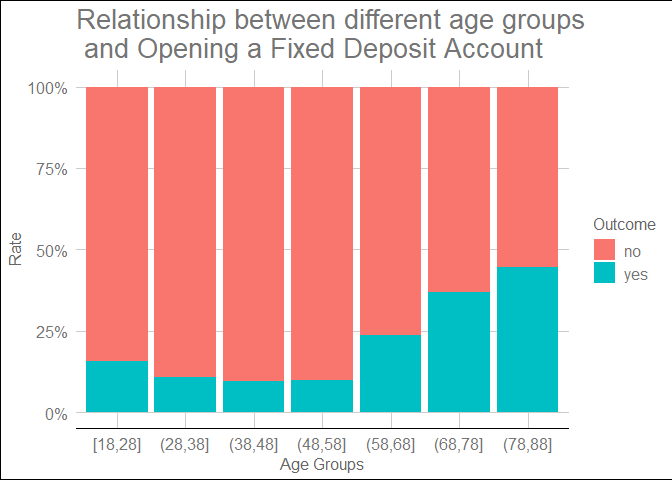 Relationship between different age groups
and Opening a Fixed Deposit Account
100%
75%
50%
25%
0%
Rate
[18,28]
(28,38]
(38,48]
(48,58]
(58,68]
(68,78]
(78,88]
Age Groups
Outcome
no
yes